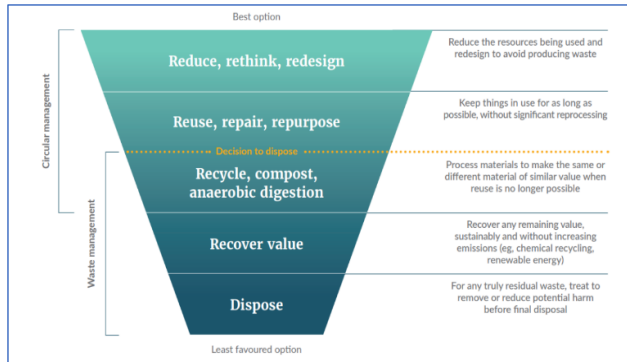 Best option
Reduce, rethink, redesign
Reduce the resources being used and
redesign to avoid producing waste
Circular management
Reuse, repair, repurpose
Keep things in use for as long as
possible, without significant reprocessing
Decision to dispose
Recycle, compost,
anaerobic digestion
Process materials to make the same or
different material of similar value when
reuse is no longer possible
Waste management
Recover value
Recover any remaining value,
sustainably and without increasing
emissions (eg, chemical recycling,
renewable energy)
Dispose
For any truly residual waste, treat to
remove or reduce potential harm
before final disposal
Least favoured option